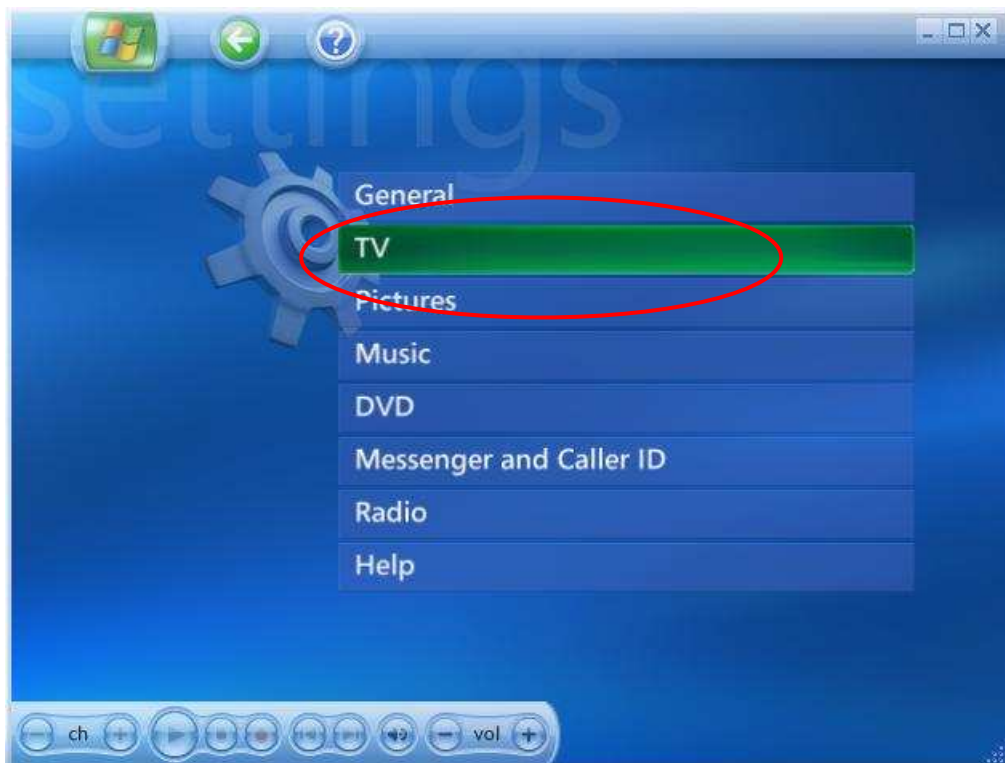 settings
General
TV
Pictures
Music
DVD
Messenger and Caller ID
Radio
Help
ch vol